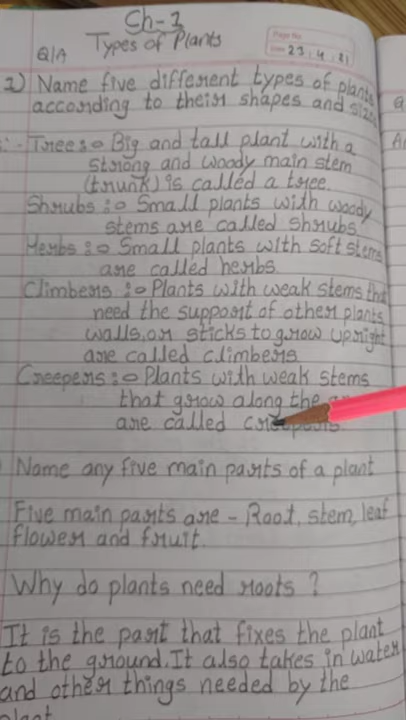 Ch-1
Types of Plants
Page No.
Date 23.4.21
Q/A
1) Name five different types of plants
according to their shapes and size
:- Trees :- Big and tall plant with a
strong and woody main stem
(trunk) is called a tree.
Shrubs :- Small plants with woody
stems are called shrubs
Herbs :- Small plants with soft stems
are called herbs.
Climbers :- Plants with weak stems that
need the support of other plants,
walls, or sticks to grow upright
are called climbers.
Creepers :- Plants with weak stems
that grow along the
are called creepers.
Name any five main parts of a plant
Five main parts are - Root, stem, leaf
flower and fruit.
Why do plants need roots ?
It is the part that fixes the plant
to the ground. It also takes in water
and other things needed by the
plant